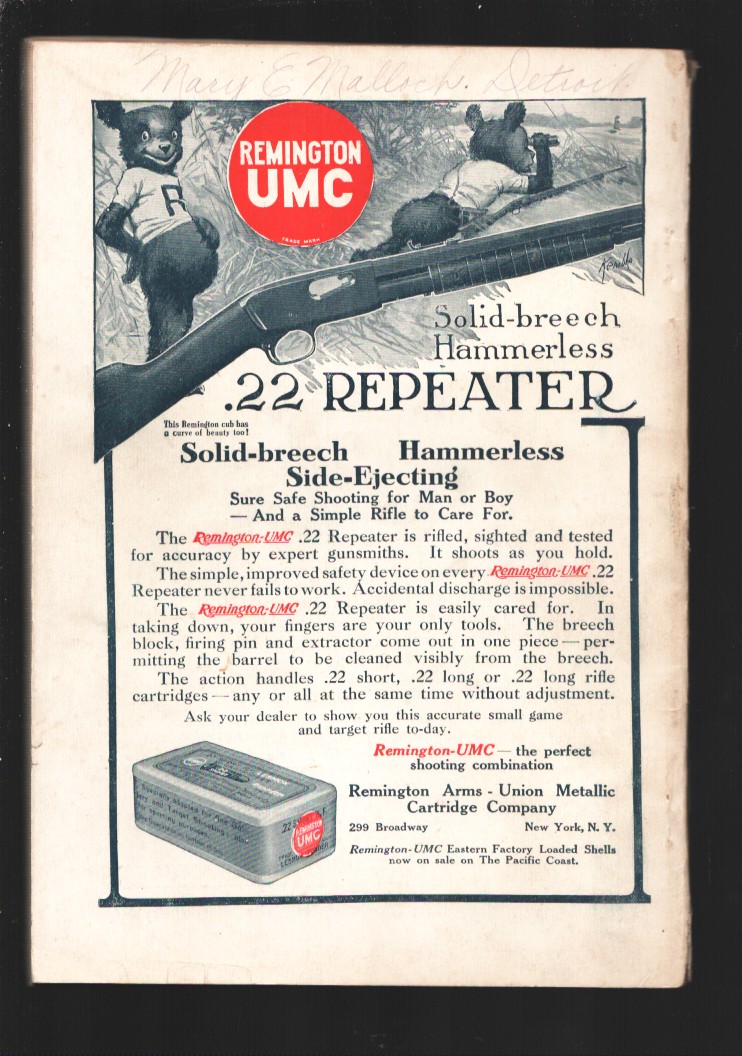 Mary E Malloch. Detroit
REMINGTON
UMC
TRADE MARK
R
Solid-breech
Hammerless
.22 REPEATER
This Remington cub has
a curve of beauty too!
Solid-breech Hammerless
Side-Ejecting
Sure Safe Shooting for Man or Boy
— And a Simple Rifle to Care For.
The Remington-UMC .22 Repeater is rifled, sighted and tested
for accuracy by expert gunsmiths. It shoots as you hold.
The simple, improved safety device on every Remington-UMC .22
Repeater never fails to work. Accidental discharge is impossible.
The Remington-UMC .22 Repeater is easily cared for. In
taking down, your fingers are your only tools. The breech
block, firing pin and extractor come out in one piece — per-
mitting the barrel to be cleaned visibly from the breech.
The action handles .22 short, .22 long or .22 long rifle
cartridges — any or all at the same time without adjustment.
Ask your dealer to show you this accurate small game
and target rifle to-day.
Remington-UMC — the perfect
shooting combination
Remington Arms - Union Metallic
Cartridge Company
299 Broadway New York, N. Y.
Remington-UMC Eastern Factory Loaded Shells
now on sale on The Pacific Coast.
.22
REMINGTON
UMC